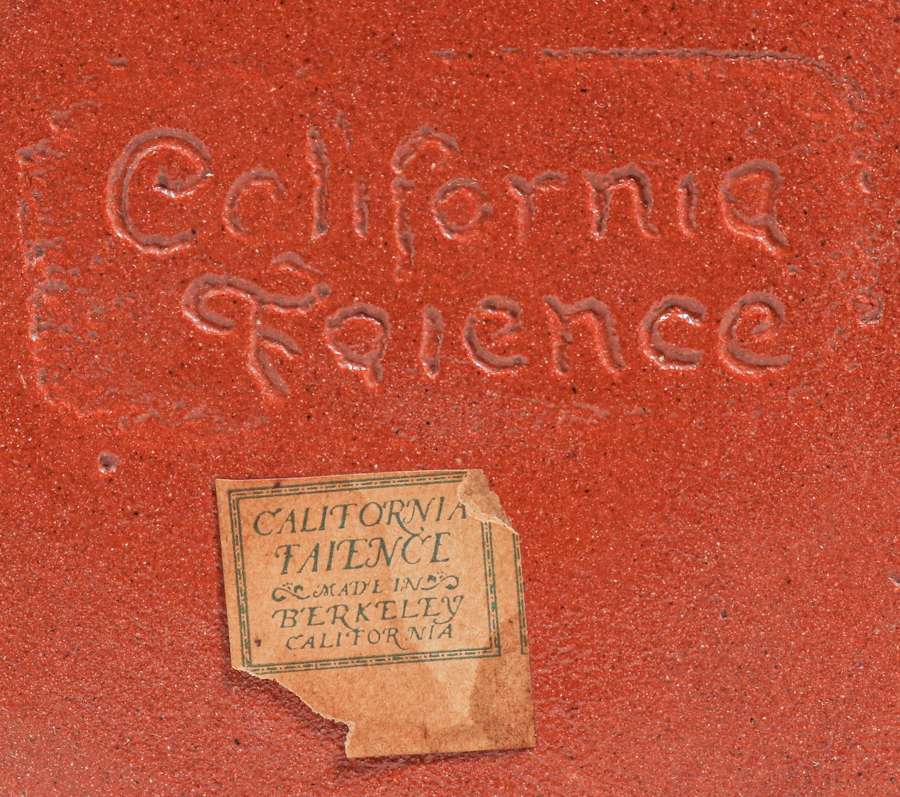 California
Faience
CALIFORNIA
FAIENCE
MADE IN
BERKELEY
CALIFORNIA